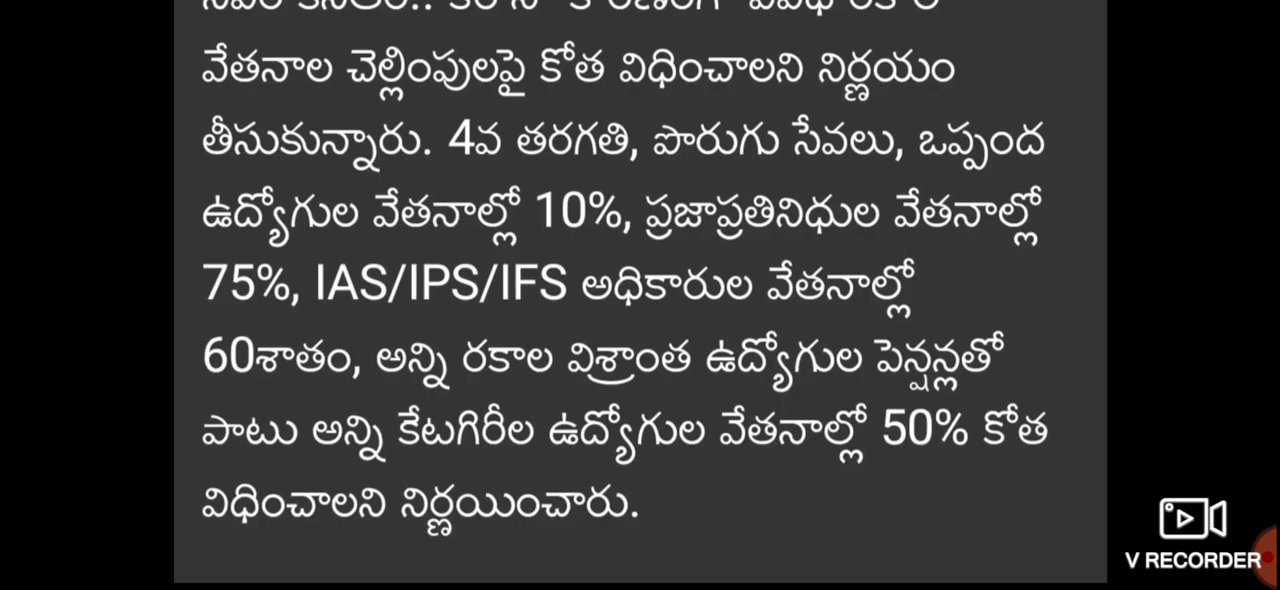 వేతనాల చెల్లింపులపై కోత విధించాలని నిర్ణయం
తీసుకున్నారు. 4వ తరగతి, పొరుగు సేవలు, ఒప్పంద
ఉద్యోగుల వేతనాల్లో 10%, ప్రజాప్రతినిధుల వేతనాల్లో
75%, IAS/IPS/IFS అధికారుల వేతనాల్లో
60శాతం, అన్ని రకాల విశ్రాంత ఉద్యోగుల పెన్షన్లతో
పాటు అన్ని కేటగిరీల ఉద్యోగుల వేతనాల్లో 50% కోత
విధించాలని నిర్ణయించారు.
V RECORDER